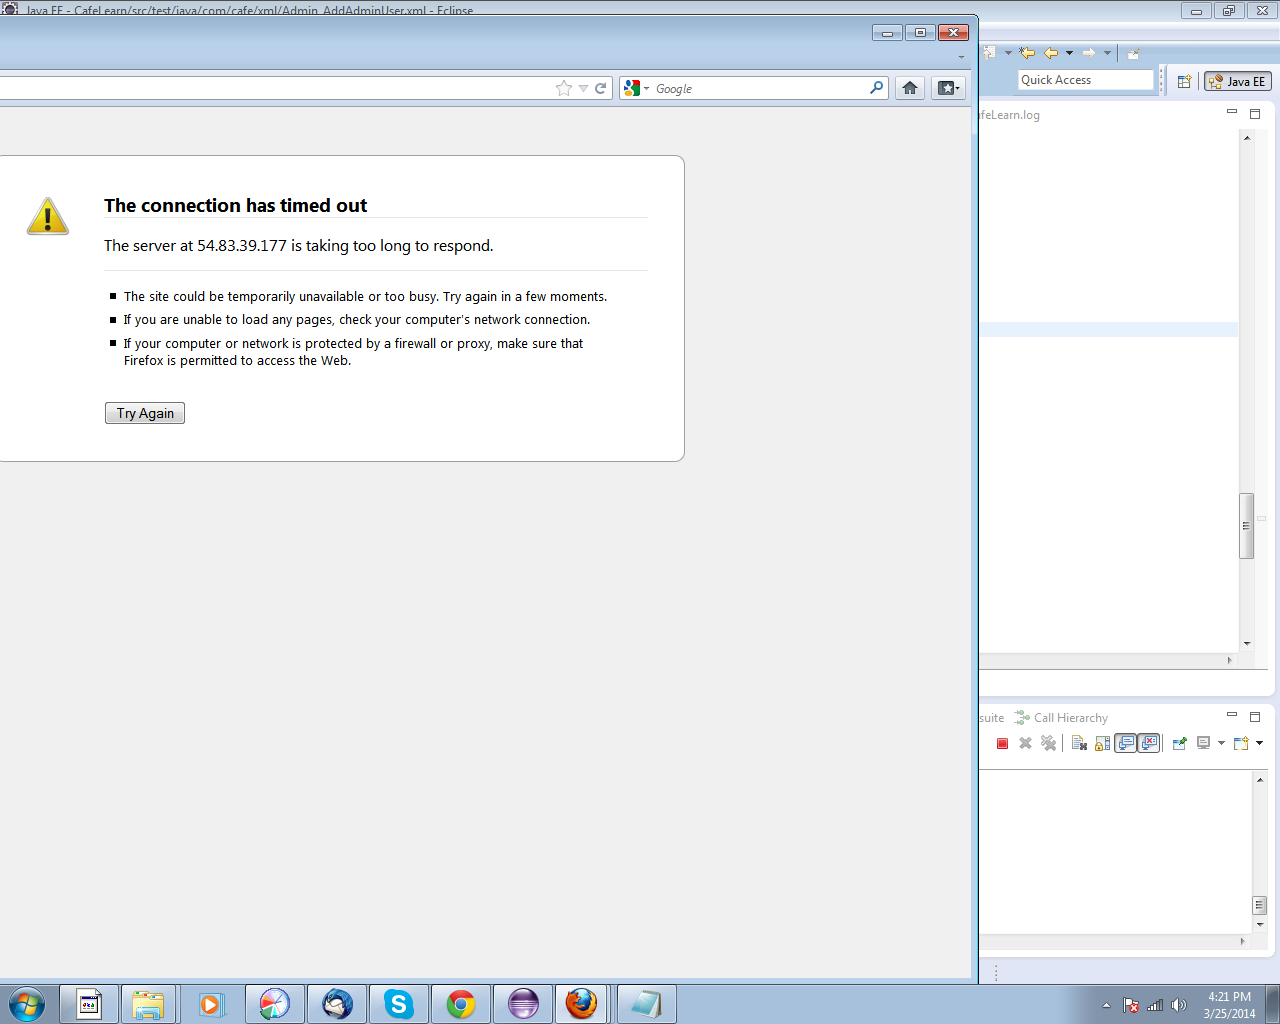 Java EE - CafeLearn/src/test/java/com/cafe/xml/Admin_AddAdminUser.xml - Eclipse
Google
Quick Access
Java EE
afeLearn.log
The connection has timed out
The server at 54.83.39.177 is taking too long to respond.
The site could be temporarily unavailable or too busy. Try again in a few moments.
If you are unable to load any pages, check your computer's network connection.
If your computer or network is protected by a firewall or proxy, make sure that
Firefox is permitted to access the Web.
Try Again
suite
Call Hierarchy
4:21 PM
3/25/2014